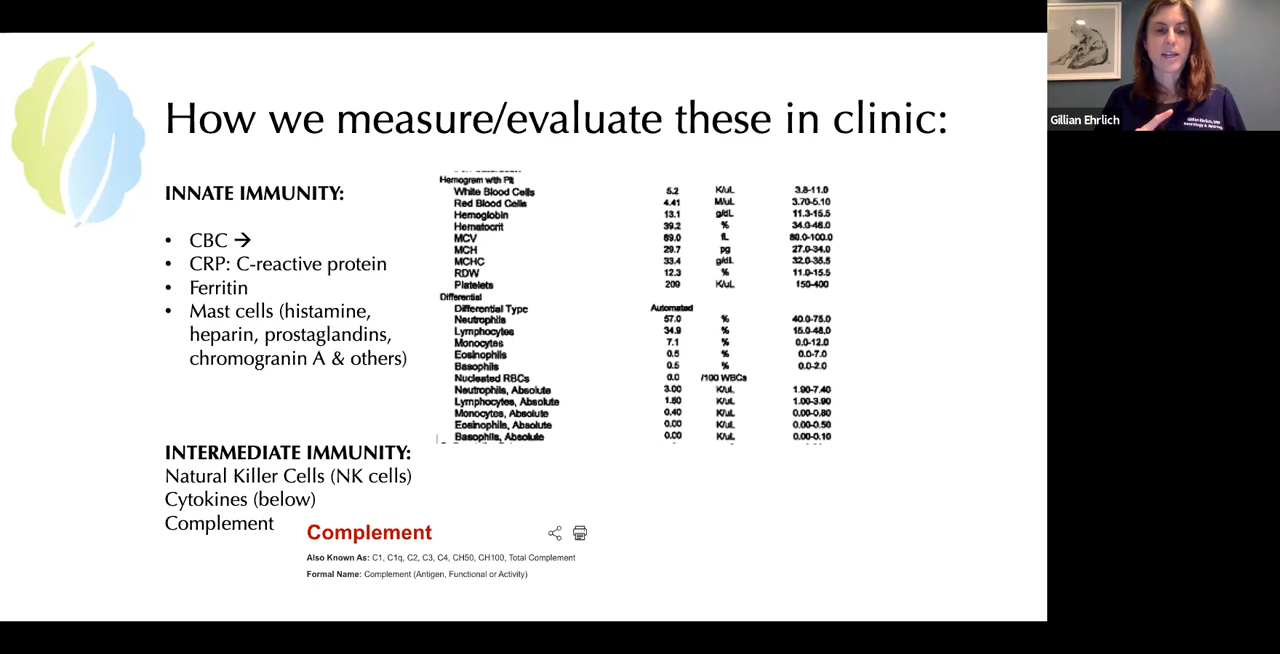 How we measure/evaluate these in clinic:
INNATE IMMUNITY:
• CBC →
• CRP: C-reactive protein
• Ferritin
• Mast cells (histamine,
heparin, prostaglandins,
chromogranin A & others)
INTERMEDIATE IMMUNITY:
Natural Killer Cells (NK cells)
Cytokines (below)
Complement
Hemogram with Plt
White Blood Cells 5.2 K/uL 3.8-11.0
Red Blood Cells 4.41 M/uL 3.70-5.10
Hemoglobin 13.1 g/dL 11.3-15.5
Hematocrit 39.2 % 34.0-46.0
MCV 89.0 fL 80.0-100.0
MCH 29.7 pg 27.0-34.0
MCHC 33.4 g/dL 32.0-35.5
RDW 12.3 % 11.0-15.5
Platelets 209 K/uL 150-400
Differential
Differential Type Automated
Neutrophils 57.0 % 40.0-75.0
Lymphocytes 34.9 % 15.0-48.0
Monocytes 7.1 % 0.0-12.0
Eosinophils 0.5 % 0.0-7.0
Basophils 0.5 % 0.0-2.0
Nucleated RBCs 0.0 /100 WBCs
Neutrophils, Absolute 3.00 K/uL 1.90-7.40
Lymphocytes, Absolute 1.80 K/uL 1.00-3.90
Monocytes, Absolute 0.40 K/uL 0.00-0.80
Eosinophils, Absolute 0.00 K/uL 0.00-0.50
Basophils, Absolute 0.00 K/uL 0.00-0.10
Complement
Also Known As: C1, C1q, C2, C3, C4, CH50, CH100, Total Complement
Formal Name: Complement (Antigen, Functional or Activity)
Gillian Ehrlich
Gillian Ehrlich,
Neurology &